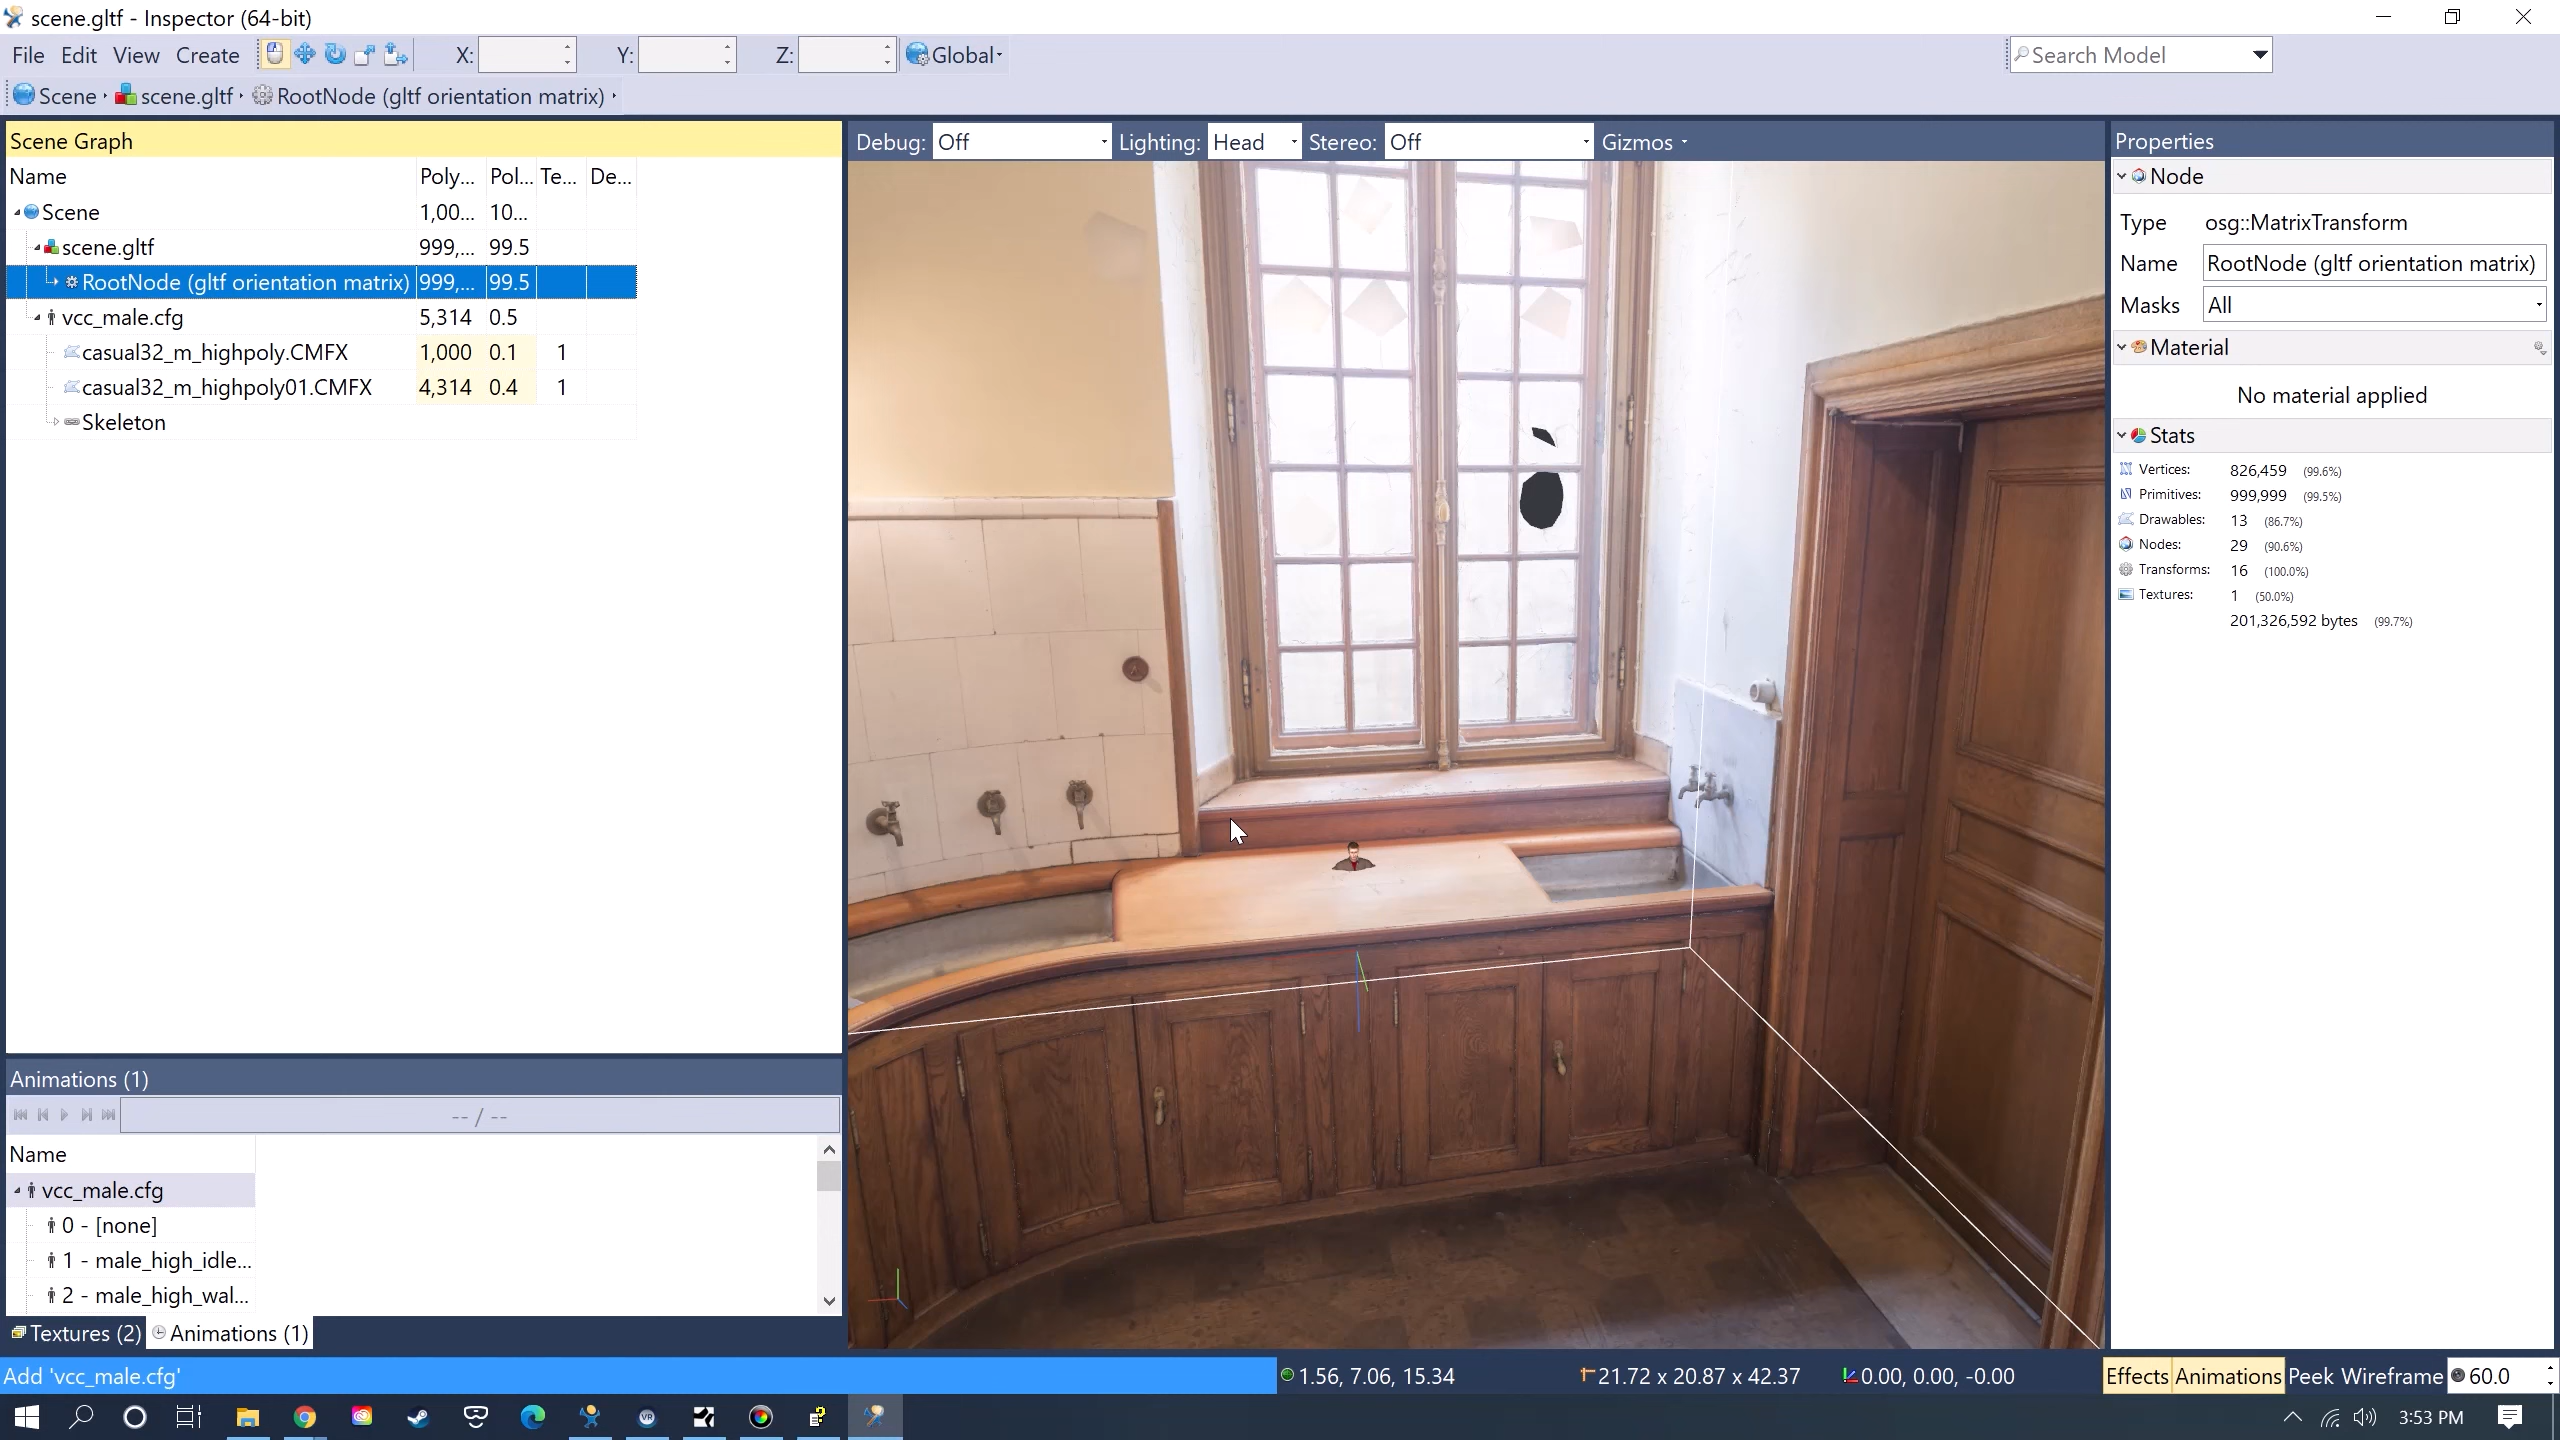 scene.gltf - Inspector (64-bit)
File Edit View Create X: Y: Z: Global Search Model
Scene scene.gltf RootNode (gltf orientation matrix)
Scene Graph
Name Poly... Pol... Te... De...
Scene 1,00... 10...
scene.gltf 999,... 99.5
RootNode (gltf orientation matrix) 999,... 99.5
vcc_male.cfg 5,314 0.5
casual32_m_highpoly.CMFX 1,000 0.1 1
casual32_m_highpoly01.CMFX 4,314 0.4 1
Skeleton
Animations (1)
-- / --
Name
vcc_male.cfg
0 - [none]
1 - male_high_idle...
2 - male_high_wal...
Textures (2) Animations (1)
Debug: Off Lighting: Head Stereo: Off Gizmos
Properties
Node
Type osg::MatrixTransform
Name RootNode (gltf orientation matrix)
Masks All
Material
No material applied
Stats
Vertices: 826,459 (99.6%)
Primitives: 999,999 (99.5%)
Drawables: 13 (86.7%)
Nodes: 29 (90.6%)
Transforms: 16 (100.0%)
Textures: 1 (50.0%)
201,326,592 bytes (99.7%)
Add 'vcc_male.cfg' 1.56, 7.06, 15.34 21.72 x 20.87 x 42.37 0.00, 0.00, -0.00 Effects Animations Peek Wireframe 60.0
VR 3:53 PM